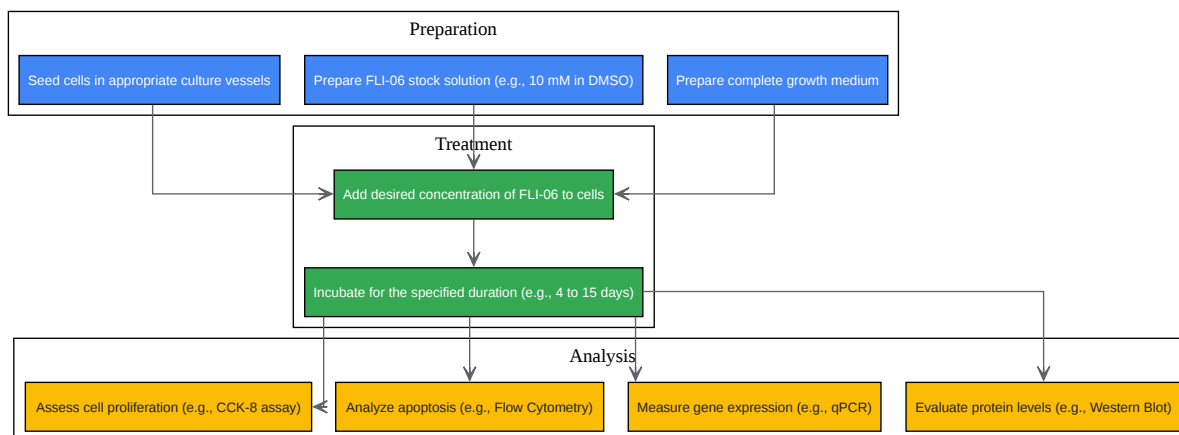 Preparation
Seed cells in appropriate culture vessels
Prepare FLI-06 stock solution (e.g., 10 mM in DMSO)
Prepare complete growth medium
Treatment
Add desired concentration of FLI-06 to cells
Incubate for the specified duration (e.g., 4 to 15 days)
Analysis
Assess cell proliferation (e.g., CCK-8 assay)
Analyze apoptosis (e.g., Flow Cytometry)
Measure gene expression (e.g., qPCR)
Evaluate protein levels (e.g., Western Blot)